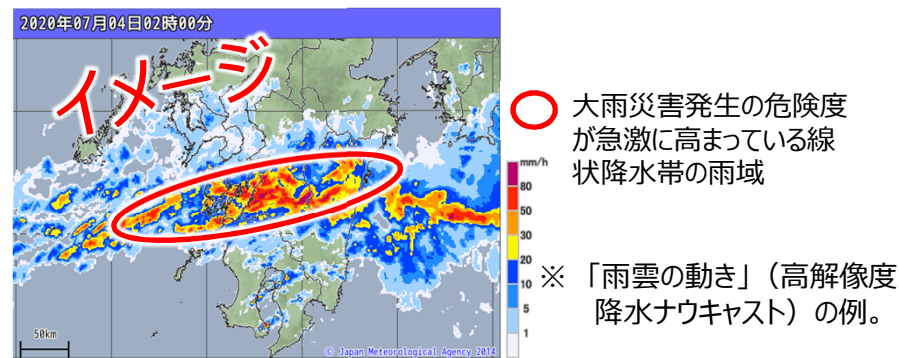 2020年07月04日02時00分
イメージ
大雨災害発生の危険度
が急激に高まっている線
状降水帯の雨域
mm/h
80
50
30
20
10
5
1
※ 「雨雲の動き」（高解像度
降水ナウキャスト）の例。
50km
© Japan Meteorological Agency 2014